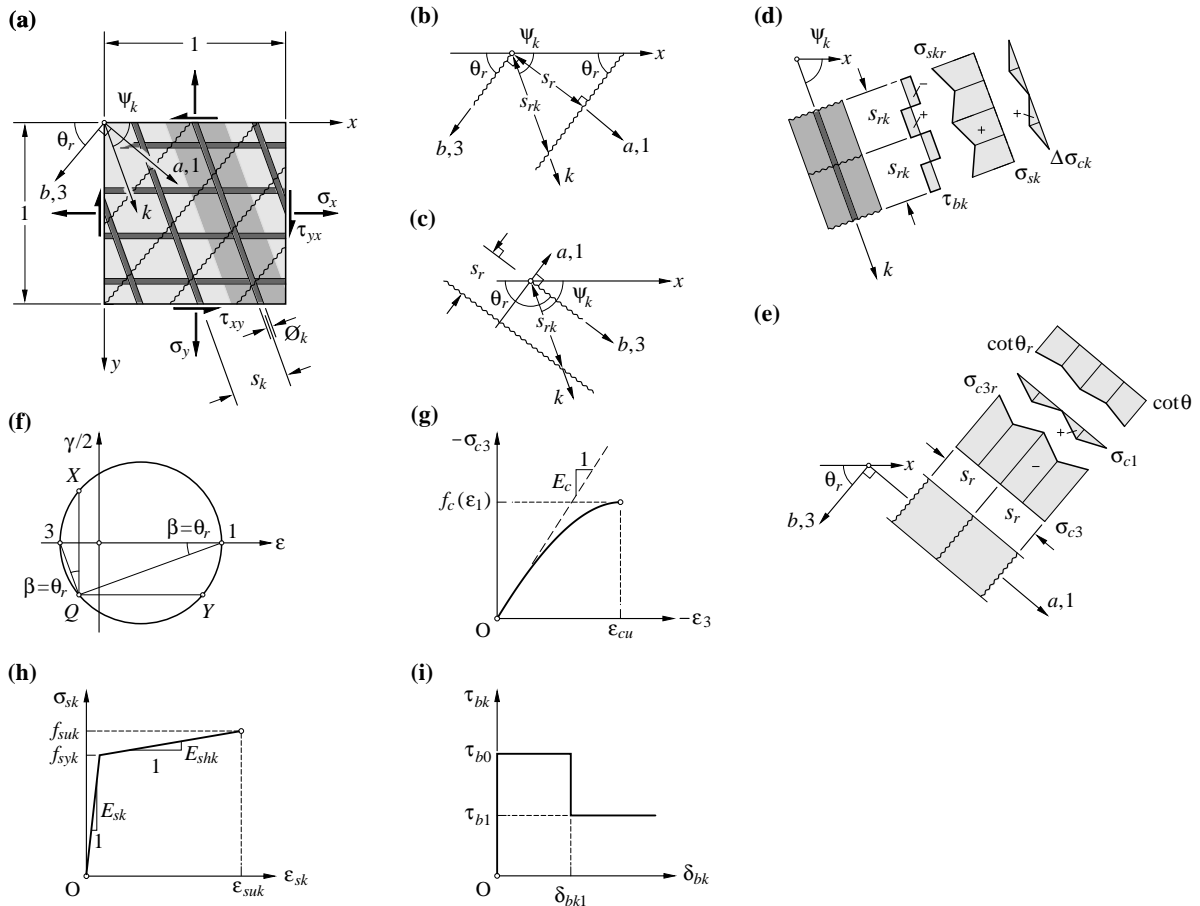 (a)
1
ψk
x
θr
a,1
b,3
k
1
σx
τyx
τxy
Øk
σy
y
sk
(b)
ψk
x
θr
θr
sr
srk
b,3
a,1
k
(c)
a,1
sr
x
θr
ψk
srk
b,3
k
(d)
ψk
x
σskr
−
srk
+
+
+ −
srk
Δσck
σsk
τbk
k
(e)
cotθr
σc3r
cotθ
+ −
σc1
x
sr
−
θr
sr
b,3
σc3
a,1
(f)
γ/2
X
β=θr
3
1
ε
β=θr
Q
Y
(g)
−σc3
1
Ec
fc(ε1)
O
−ε3
εcu
(h)
σsk
fsuk
fsyk
Eshk
1
Esk
1
O
εsuk
εsk
(i)
τbk
τb0
τb1
O
δbk1
δbk